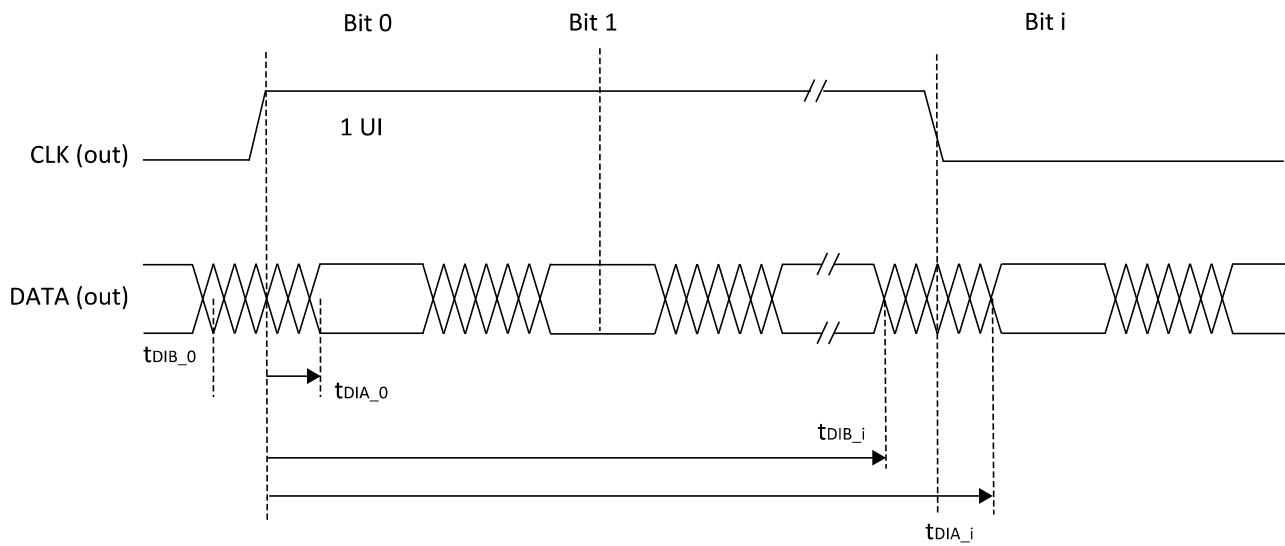 Bit 0 Bit 1 Bit i
1 UI
CLK (out)
DATA (out)
tDIB_0
tDIA_0
tDIB_i
tDIA_i